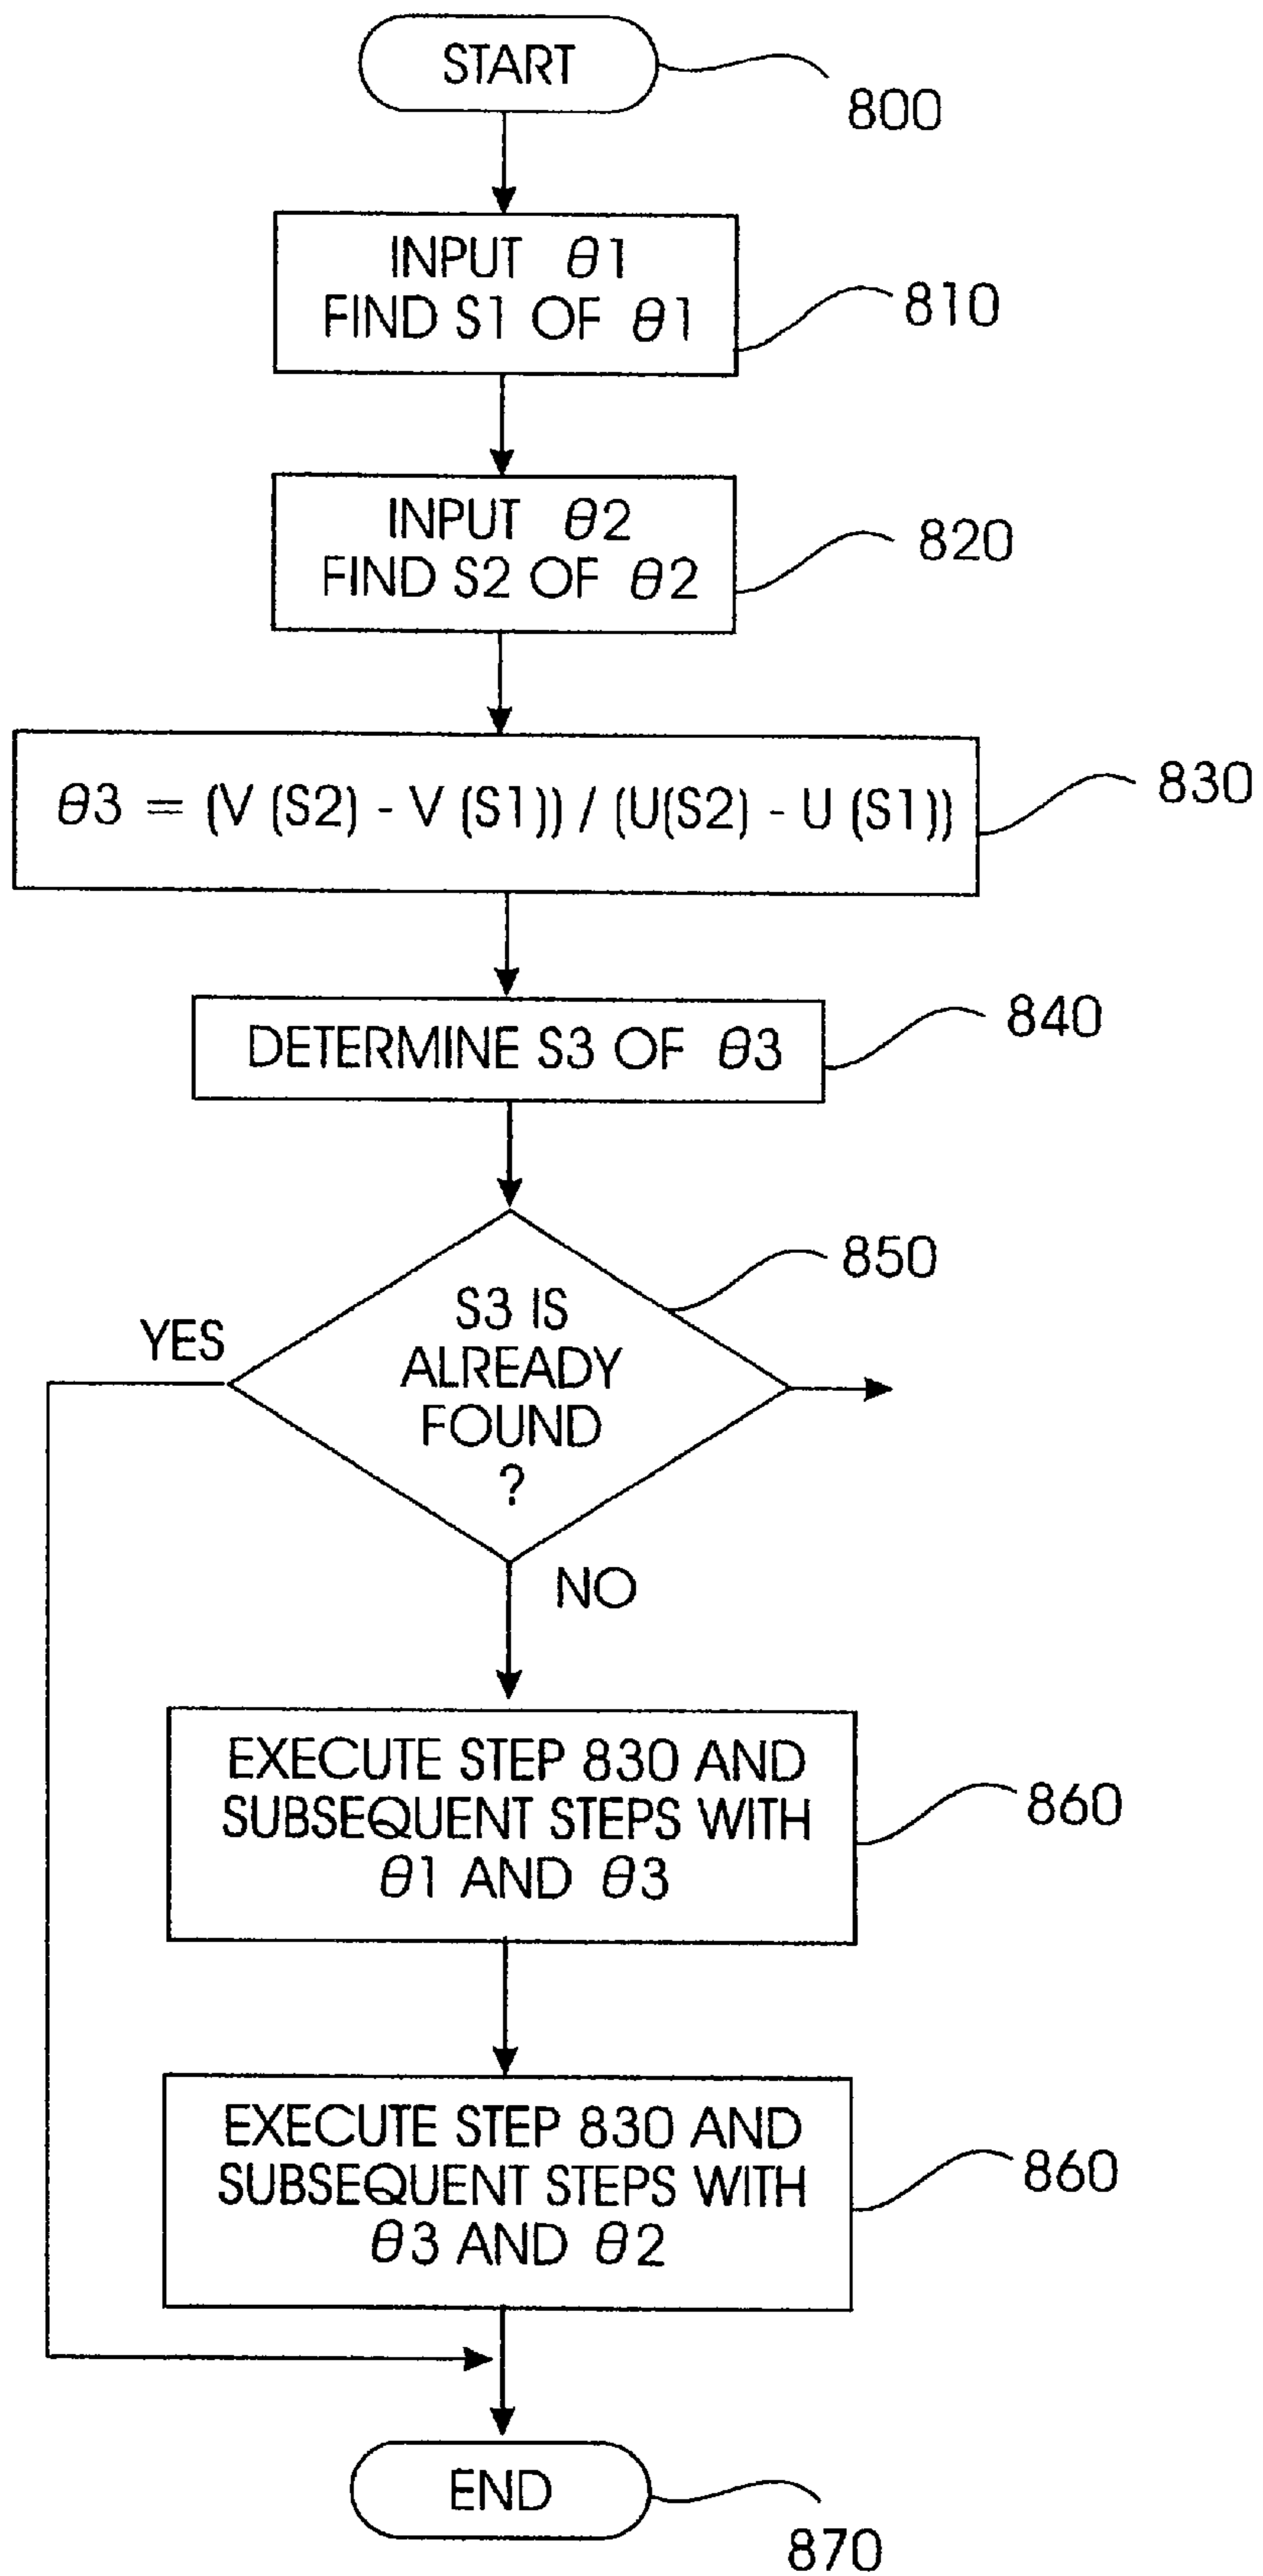 START
800
INPUT θ1
FIND S1 OF θ1
810
INPUT θ2
FIND S2 OF θ2
820
θ3 = (V (S2) - V (S1)) / (U(S2) - U (S1))
830
DETERMINE S3 OF θ3
840
850
S3 IS
ALREADY
FOUND
?
YES
NO
EXECUTE STEP 830 AND
SUBSEQUENT STEPS WITH
θ1 AND θ3
860
EXECUTE STEP 830 AND
SUBSEQUENT STEPS WITH
θ3 AND θ2
860
END
870